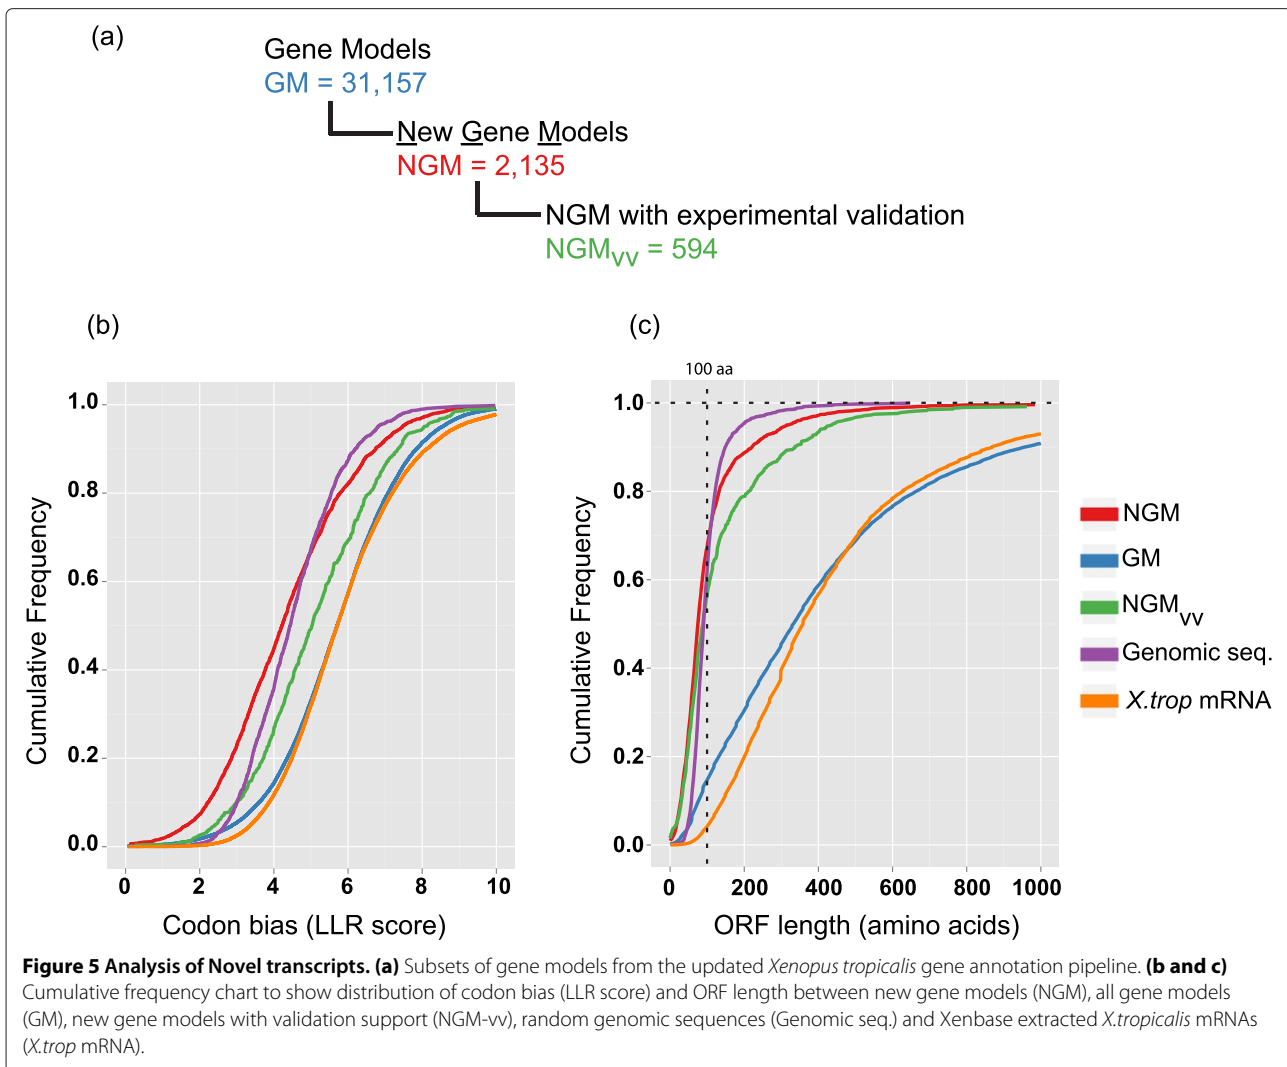 (a)
Gene Models
GM = 31,157
New Gene Models
NGM = 2,135
NGM with experimental validation
NGMVV = 594
(b)
1.0
0.8
0.6
0.4
0.2
0.0
Cumulative Frequency
0 2 4 6 8 10
Codon bias (LLR score)
(c)
100 aa
1.0
0.8
0.6
0.4
0.2
0.0
Cumulative Frequency
0 200 400 600 800 1000
ORF length (amino acids)
NGM
GM
NGMVV
Genomic seq.
X.trop mRNA
Figure 5 Analysis of Novel transcripts. (a) Subsets of gene models from the updated Xenopus tropicalis gene annotation pipeline. (b and c)
Cumulative frequency chart to show distribution of codon bias (LLR score) and ORF length between new gene models (NGM), all gene models
(GM), new gene models with validation support (NGM-vv), random genomic sequences (Genomic seq.) and Xenbase extracted X.tropicalis mRNAs
(X.trop mRNA).